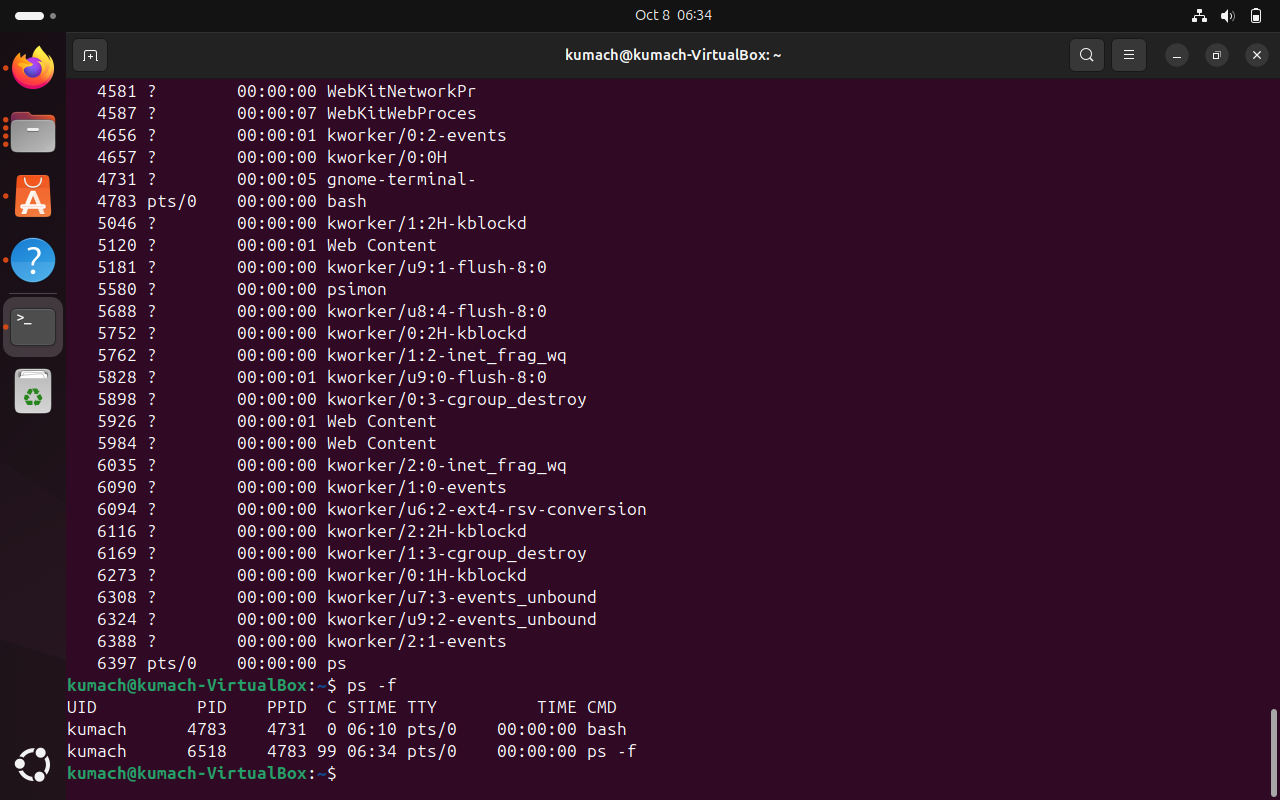 Oct 8 06:34
kumach@kumach-VirtualBox: ~
4581 ? 00:00:00 WebKitNetworkPr
4587 ? 00:00:07 WebKitWebProces
4656 ? 00:00:01 kworker/0:2-events
4657 ? 00:00:00 kworker/0:0H
4731 ? 00:00:05 gnome-terminal-
4783 pts/0 00:00:00 bash
5046 ? 00:00:00 kworker/1:2H-kblockd
5120 ? 00:00:01 Web Content
5181 ? 00:00:00 kworker/u9:1-flush-8:0
5580 ? 00:00:00 psimon
5688 ? 00:00:00 kworker/u8:4-flush-8:0
5752 ? 00:00:00 kworker/0:2H-kblockd
5762 ? 00:00:00 kworker/1:2-inet_frag_wq
5828 ? 00:00:01 kworker/u9:0-flush-8:0
5898 ? 00:00:00 kworker/0:3-cgroup_destroy
5926 ? 00:00:01 Web Content
5984 ? 00:00:00 Web Content
6035 ? 00:00:00 kworker/2:0-inet_frag_wq
6090 ? 00:00:00 kworker/1:0-events
6094 ? 00:00:00 kworker/u6:2-ext4-rsv-conversion
6116 ? 00:00:00 kworker/2:2H-kblockd
6169 ? 00:00:00 kworker/1:3-cgroup_destroy
6273 ? 00:00:00 kworker/0:1H-kblockd
6308 ? 00:00:00 kworker/u7:3-events_unbound
6324 ? 00:00:00 kworker/u9:2-events_unbound
6388 ? 00:00:00 kworker/2:1-events
6397 pts/0 00:00:00 ps
kumach@kumach-VirtualBox:~$ ps -f
UID PID PPID C STIME TTY TIME CMD
kumach 4783 4731 0 06:10 pts/0 00:00:00 bash
kumach 6518 4783 99 06:34 pts/0 00:00:00 ps -f
kumach@kumach-VirtualBox:~$